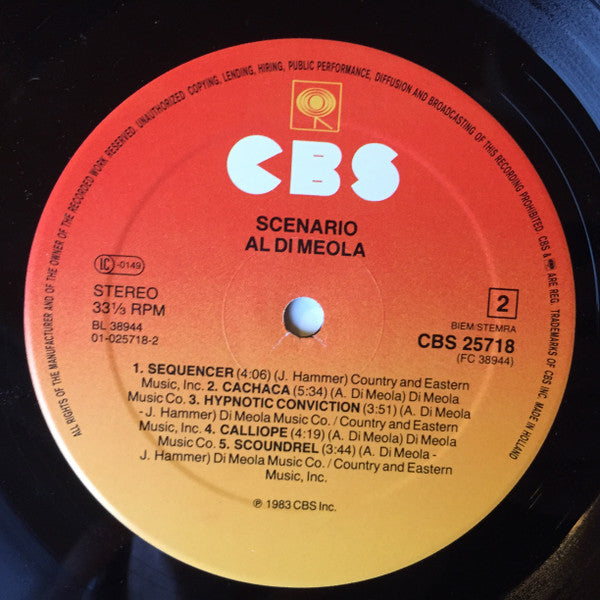 ALL RIGHTS OF THE MANUFACTURER AND OF THE OWNER OF THE RECORDED WORK RESERVED. UNAUTHORIZED COPYING, LENDING, HIRING, PUBLIC PERFORMANCE, DIFFUSION AND BROADCASTING OF THIS RECORDING PROHIBITED. CBS & ARE REG. TRADEMARKS OF CBS INC. MADE IN HOLLAND
CBS
SCENARIO
AL DI MEOLA
IC -0149
STEREO
33⅓ RPM
BL 38944
01-025718-2
2
BIEM/STEMRA
CBS 25718
(FC 38944)
1. SEQUENCER (4:06) (J. Hammer) Country and Eastern
Music, Inc. 2. CACHACA (5:34) (A. Di Meola) Di Meola
Music Co. 3. HYPNOTIC CONVICTION (3:51) (A. Di Meola
- J. Hammer) Di Meola Music Co. / Country and Eastern
Music, Inc. 4. CALLIOPE (4:19) (A. Di Meola) Di Meola
Music Co. 5. SCOUNDREL (3:44) (A. Di Meola -
J. Hammer) Di Meola Music Co. / Country and Eastern
Music, Inc.
℗ 1983 CBS Inc.